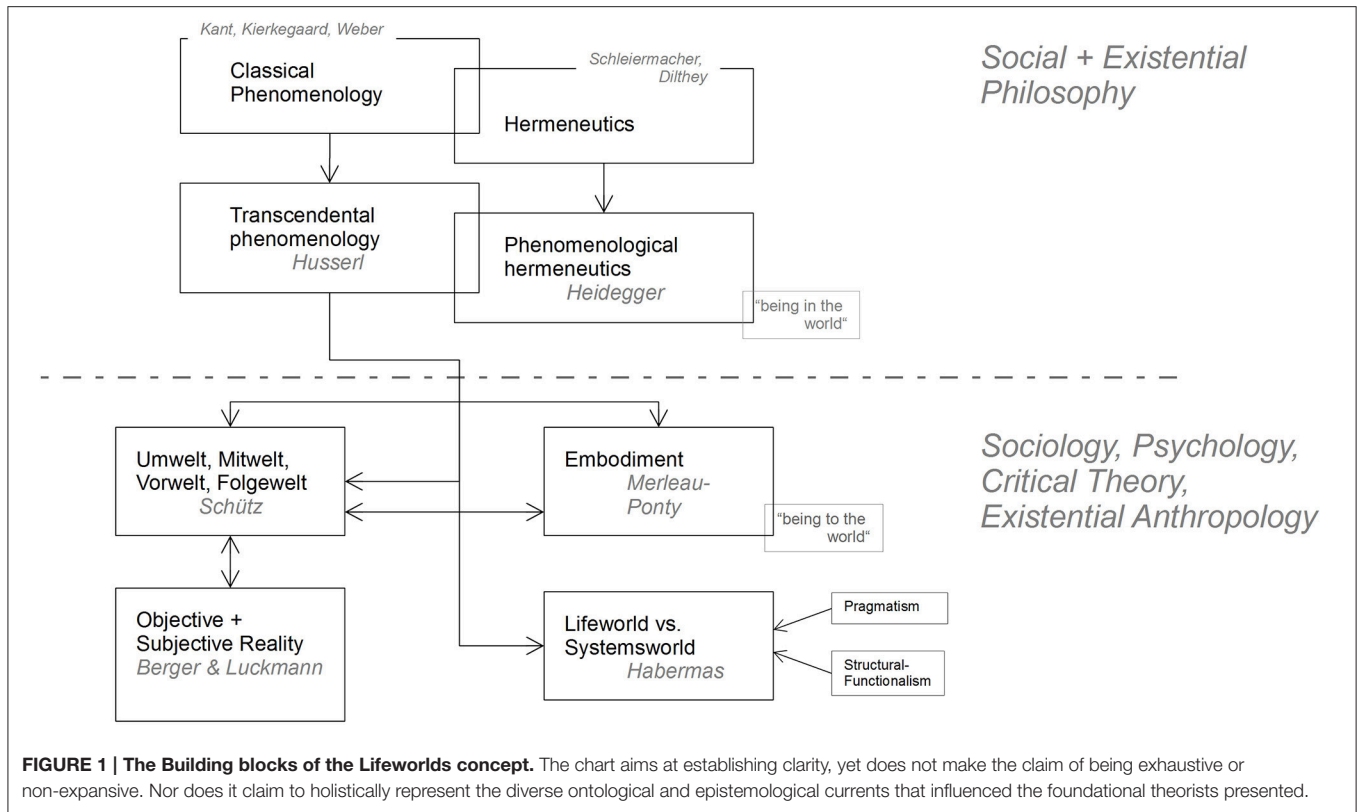 Kant, Kierkegaard, Weber
Classical
Phenomenology
Schleiermacher,
Dilthey
Hermeneutics
Social + Existential
Philosophy
Transcendental
phenomenology
Husserl
Phenomenological
hermeneutics
Heidegger
“being in the
world“
Umwelt, Mitwelt,
Vorwelt, Folgewelt
Schütz
Embodiment
Merleau-
Ponty
“being to the
world“
Sociology, Psychology,
Critical Theory,
Existential Anthropology
Objective +
Subjective Reality
Berger & Luckmann
Lifeworld vs.
Systemsworld
Habermas
Pragmatism
Structural-
Functionalism
FIGURE 1 | The Building blocks of the Lifeworlds concept. The chart aims at establishing clarity, yet does not make the claim of being exhaustive or
non-expansive. Nor does it claim to holistically represent the diverse ontological and epistemological currents that influenced the foundational theorists presented.